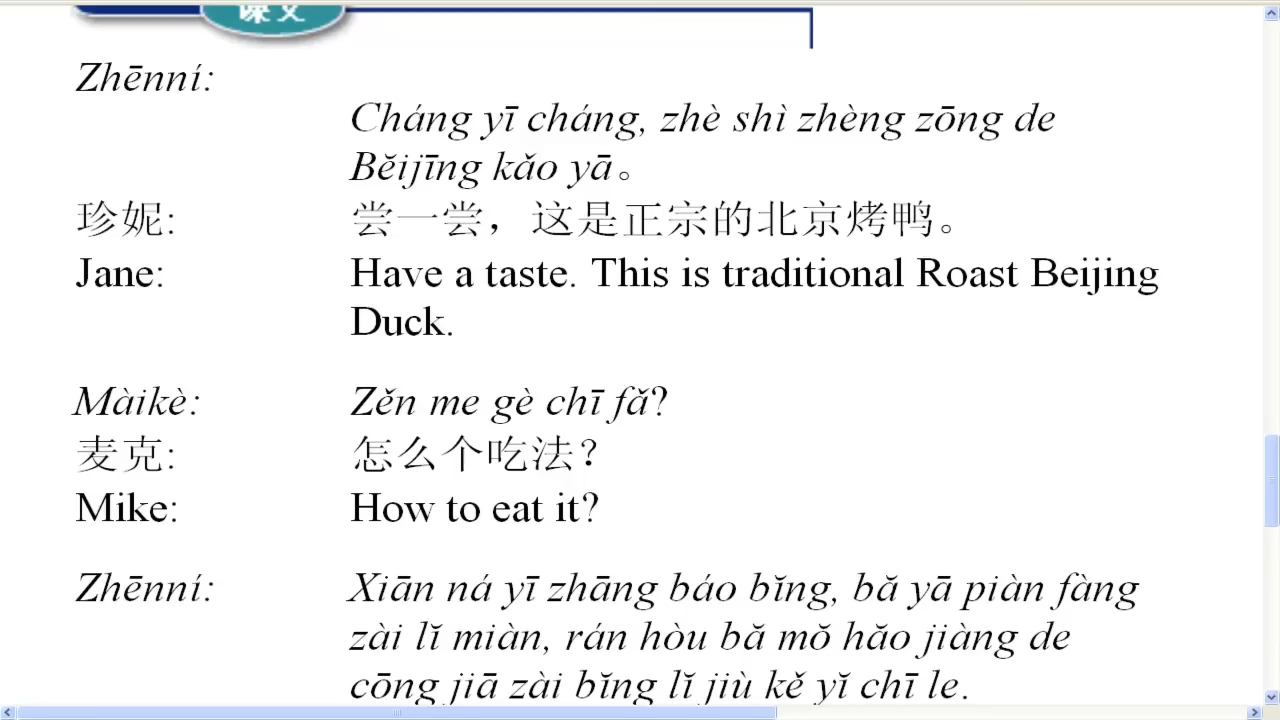 课文
Zhēnní:
Cháng yī cháng, zhè shì zhèng zōng de
Běijīng kǎo yā。
珍妮: 尝一尝，这是正宗的北京烤鸭。
Jane: Have a taste. This is traditional Roast Beijing
Duck.
Màikè: Zěn me gè chī fǎ?
麦克: 怎么个吃法?
Mike: How to eat it?
Zhēnní: Xiān ná yī zhāng báo bǐng, bǎ yā piàn fàng
zài lǐ miàn, rán hòu bǎ mǒ hǎo jiàng de
cōng jiā zài bǐng lǐ jiù kě yǐ chī le.